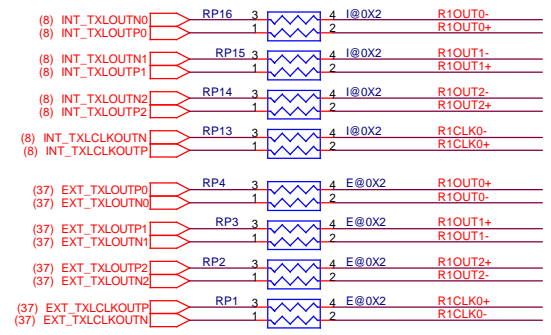 (8) INT_TXLOUTN0 RP16 3 4 I@0X2 R1OUT0-
(8) INT_TXLOUTP0 1 2 R1OUT0+
(8) INT_TXLOUTN1 RP15 3 4 I@0X2 R1OUT1-
(8) INT_TXLOUTP1 1 2 R1OUT1+
(8) INT_TXLOUTN2 RP14 3 4 I@0X2 R1OUT2-
(8) INT_TXLOUTP2 1 2 R1OUT2+
(8) INT_TXLCLKOUTN RP13 3 4 I@0X2 R1CLK0-
(8) INT_TXLCLKOUTP 1 2 R1CLK0+
(37) EXT_TXLOUTP0 RP4 3 4 E@0X2 R1OUT0+
(37) EXT_TXLOUTN0 1 2 R1OUT0-
(37) EXT_TXLOUTP1 RP3 3 4 E@0X2 R1OUT1+
(37) EXT_TXLOUTN1 1 2 R1OUT1-
(37) EXT_TXLOUTP2 RP2 3 4 E@0X2 R1OUT2+
(37) EXT_TXLOUTN2 1 2 R1OUT2-
(37) EXT_TXLCLKOUTP RP1 3 4 E@0X2 R1CLK0+
(37) EXT_TXLCLKOUTN 1 2 R1CLK0-